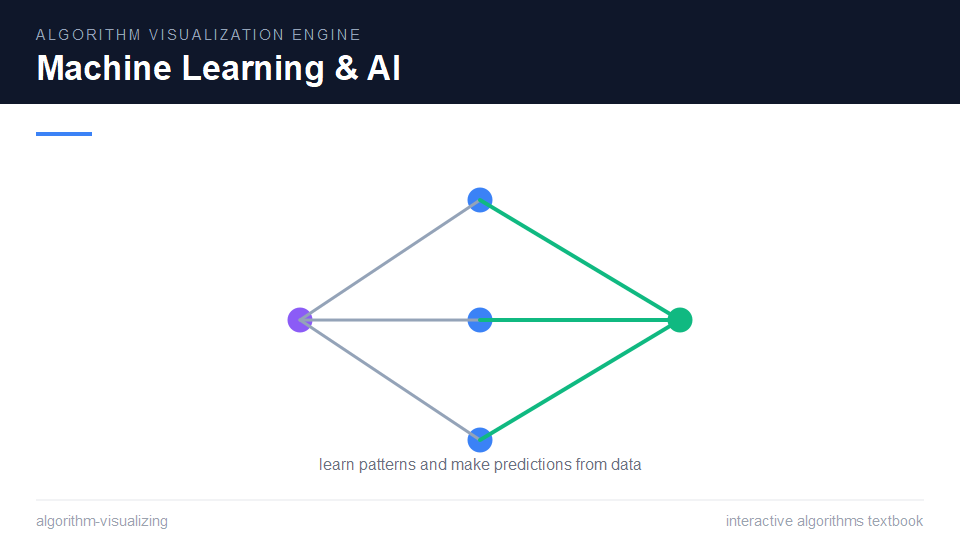 ALGORITHM VISUALIZATION ENGINE
Machine Learning & AI
learn patterns and make predictions from data
algorithm-visualizing
interactive algorithms textbook